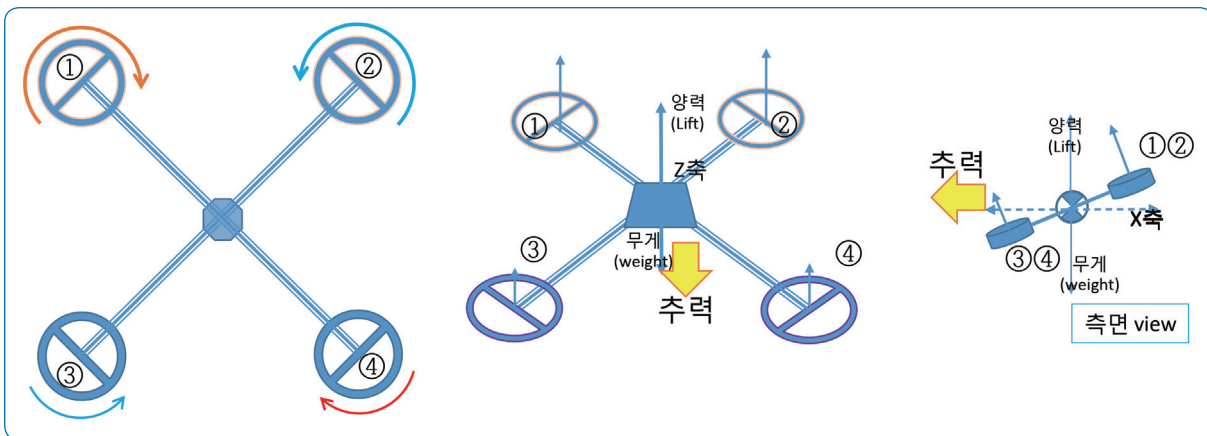 ①
②
③
④
양력
(Lift)
①
②
Z축
③
무게
(weight)
④
추력
양력
(Lift)
①②
추력
X축
③④
무게
(weight)
측면 view